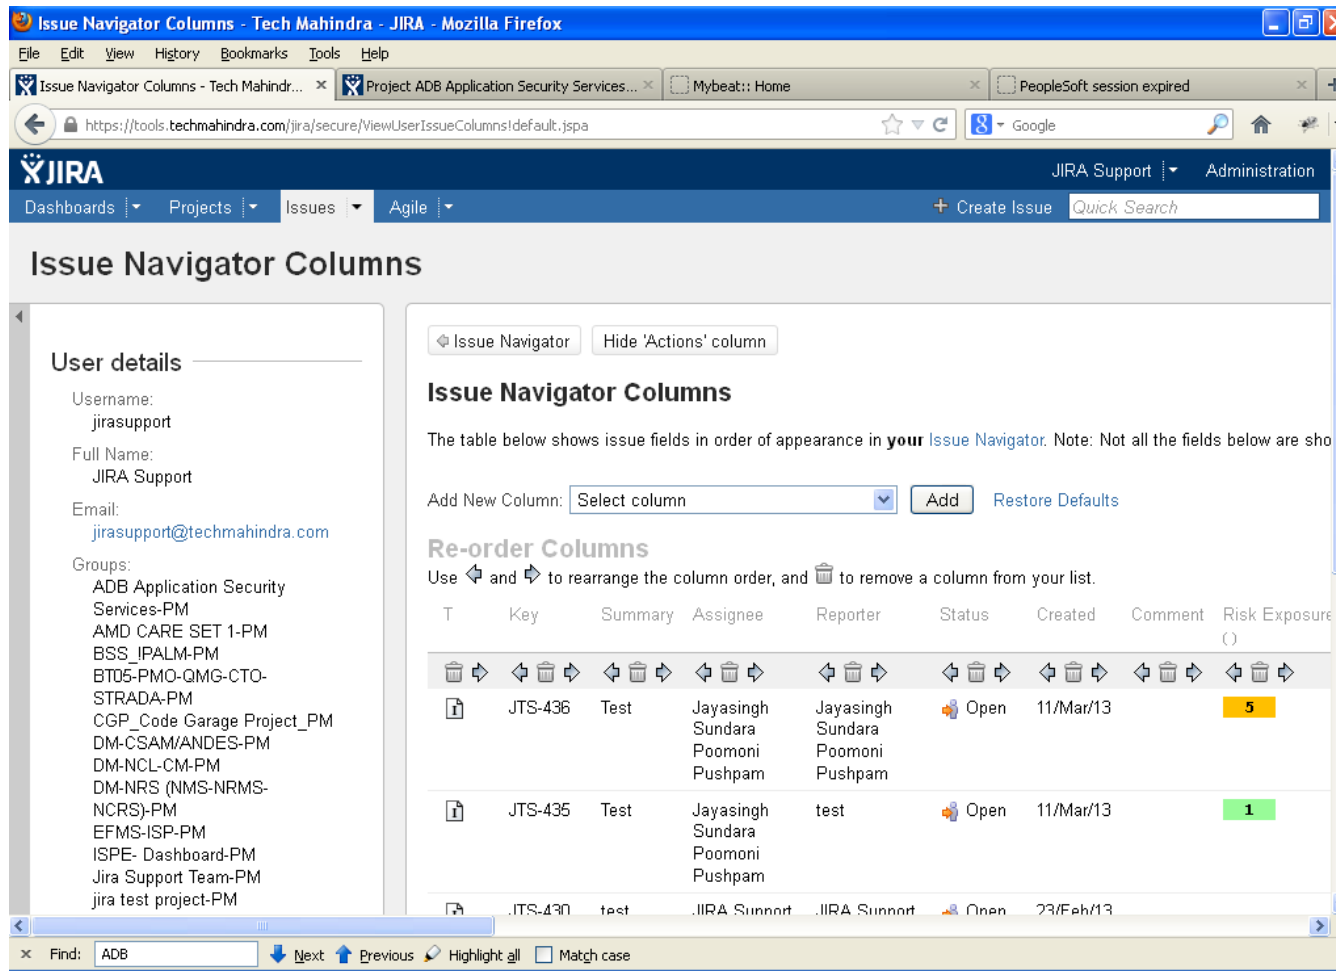 Issue Navigator Columns - Tech Mahindra - JIRA - Mozilla Firefox
File Edit View History Bookmarks Tools Help
Issue Navigator Columns - Tech Mahindr... × Project ADB Application Security Services... × Mybeat:: Home × PeopleSoft session expired ×
https://tools.techmahindra.com/jira/secure/ViewUserIssueColumns!default.jspa Google
JIRA JIRA Support Administration
Dashboards Projects Issues Agile + Create Issue Quick Search
Issue Navigator Columns
User details
Username:
jirasupport
Full Name:
JIRA Support
Email:
jirasupport@techmahindra.com
Groups:
ADB Application Security
Services-PM
AMD CARE SET 1-PM
BSS_IPALM-PM
BT05-PMO-QMG-CTO-
STRADA-PM
CGP_Code Garage Project_PM
DM-CSAM/ANDES-PM
DM-NCL-CM-PM
DM-NRS (NMS-NRMS-
NCRS)-PM
EFMS-ISP-PM
ISPE- Dashboard-PM
Jira Support Team-PM
jira test project-PM
Issue Navigator Hide 'Actions' column
Issue Navigator Columns
The table below shows issue fields in order of appearance in your Issue Navigator. Note: Not all the fields below are sho
Add New Column: Select column Add Restore Defaults
Re-order Columns
Use and to rearrange the column order, and to remove a column from your list.
T Key Summary Assignee Reporter Status Created Comment Risk Exposure
()
JTS-436 Test Jayasingh Jayasingh Open 11/Mar/13 5
Sundara Sundara
Poomoni Poomoni
Pushpam Pushpam
JTS-435 Test Jayasingh test Open 11/Mar/13 1
Sundara
Poomoni
Pushpam
JTS-430 test JIRA Support JIRA Support Open 23/Feb/13
× Find: ADB Next Previous Highlight all Match case